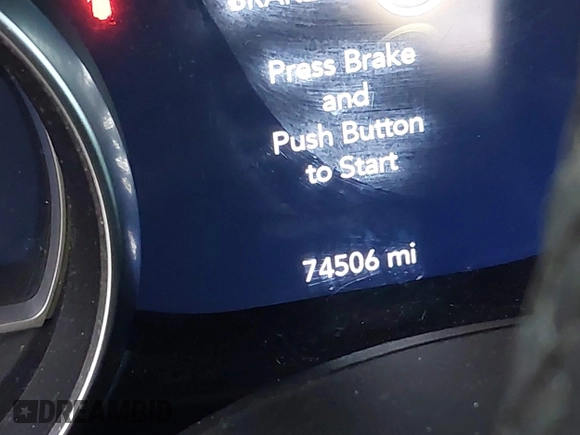 Press Brake
and
Push Button
to Start
74506 mi
DREAMBID